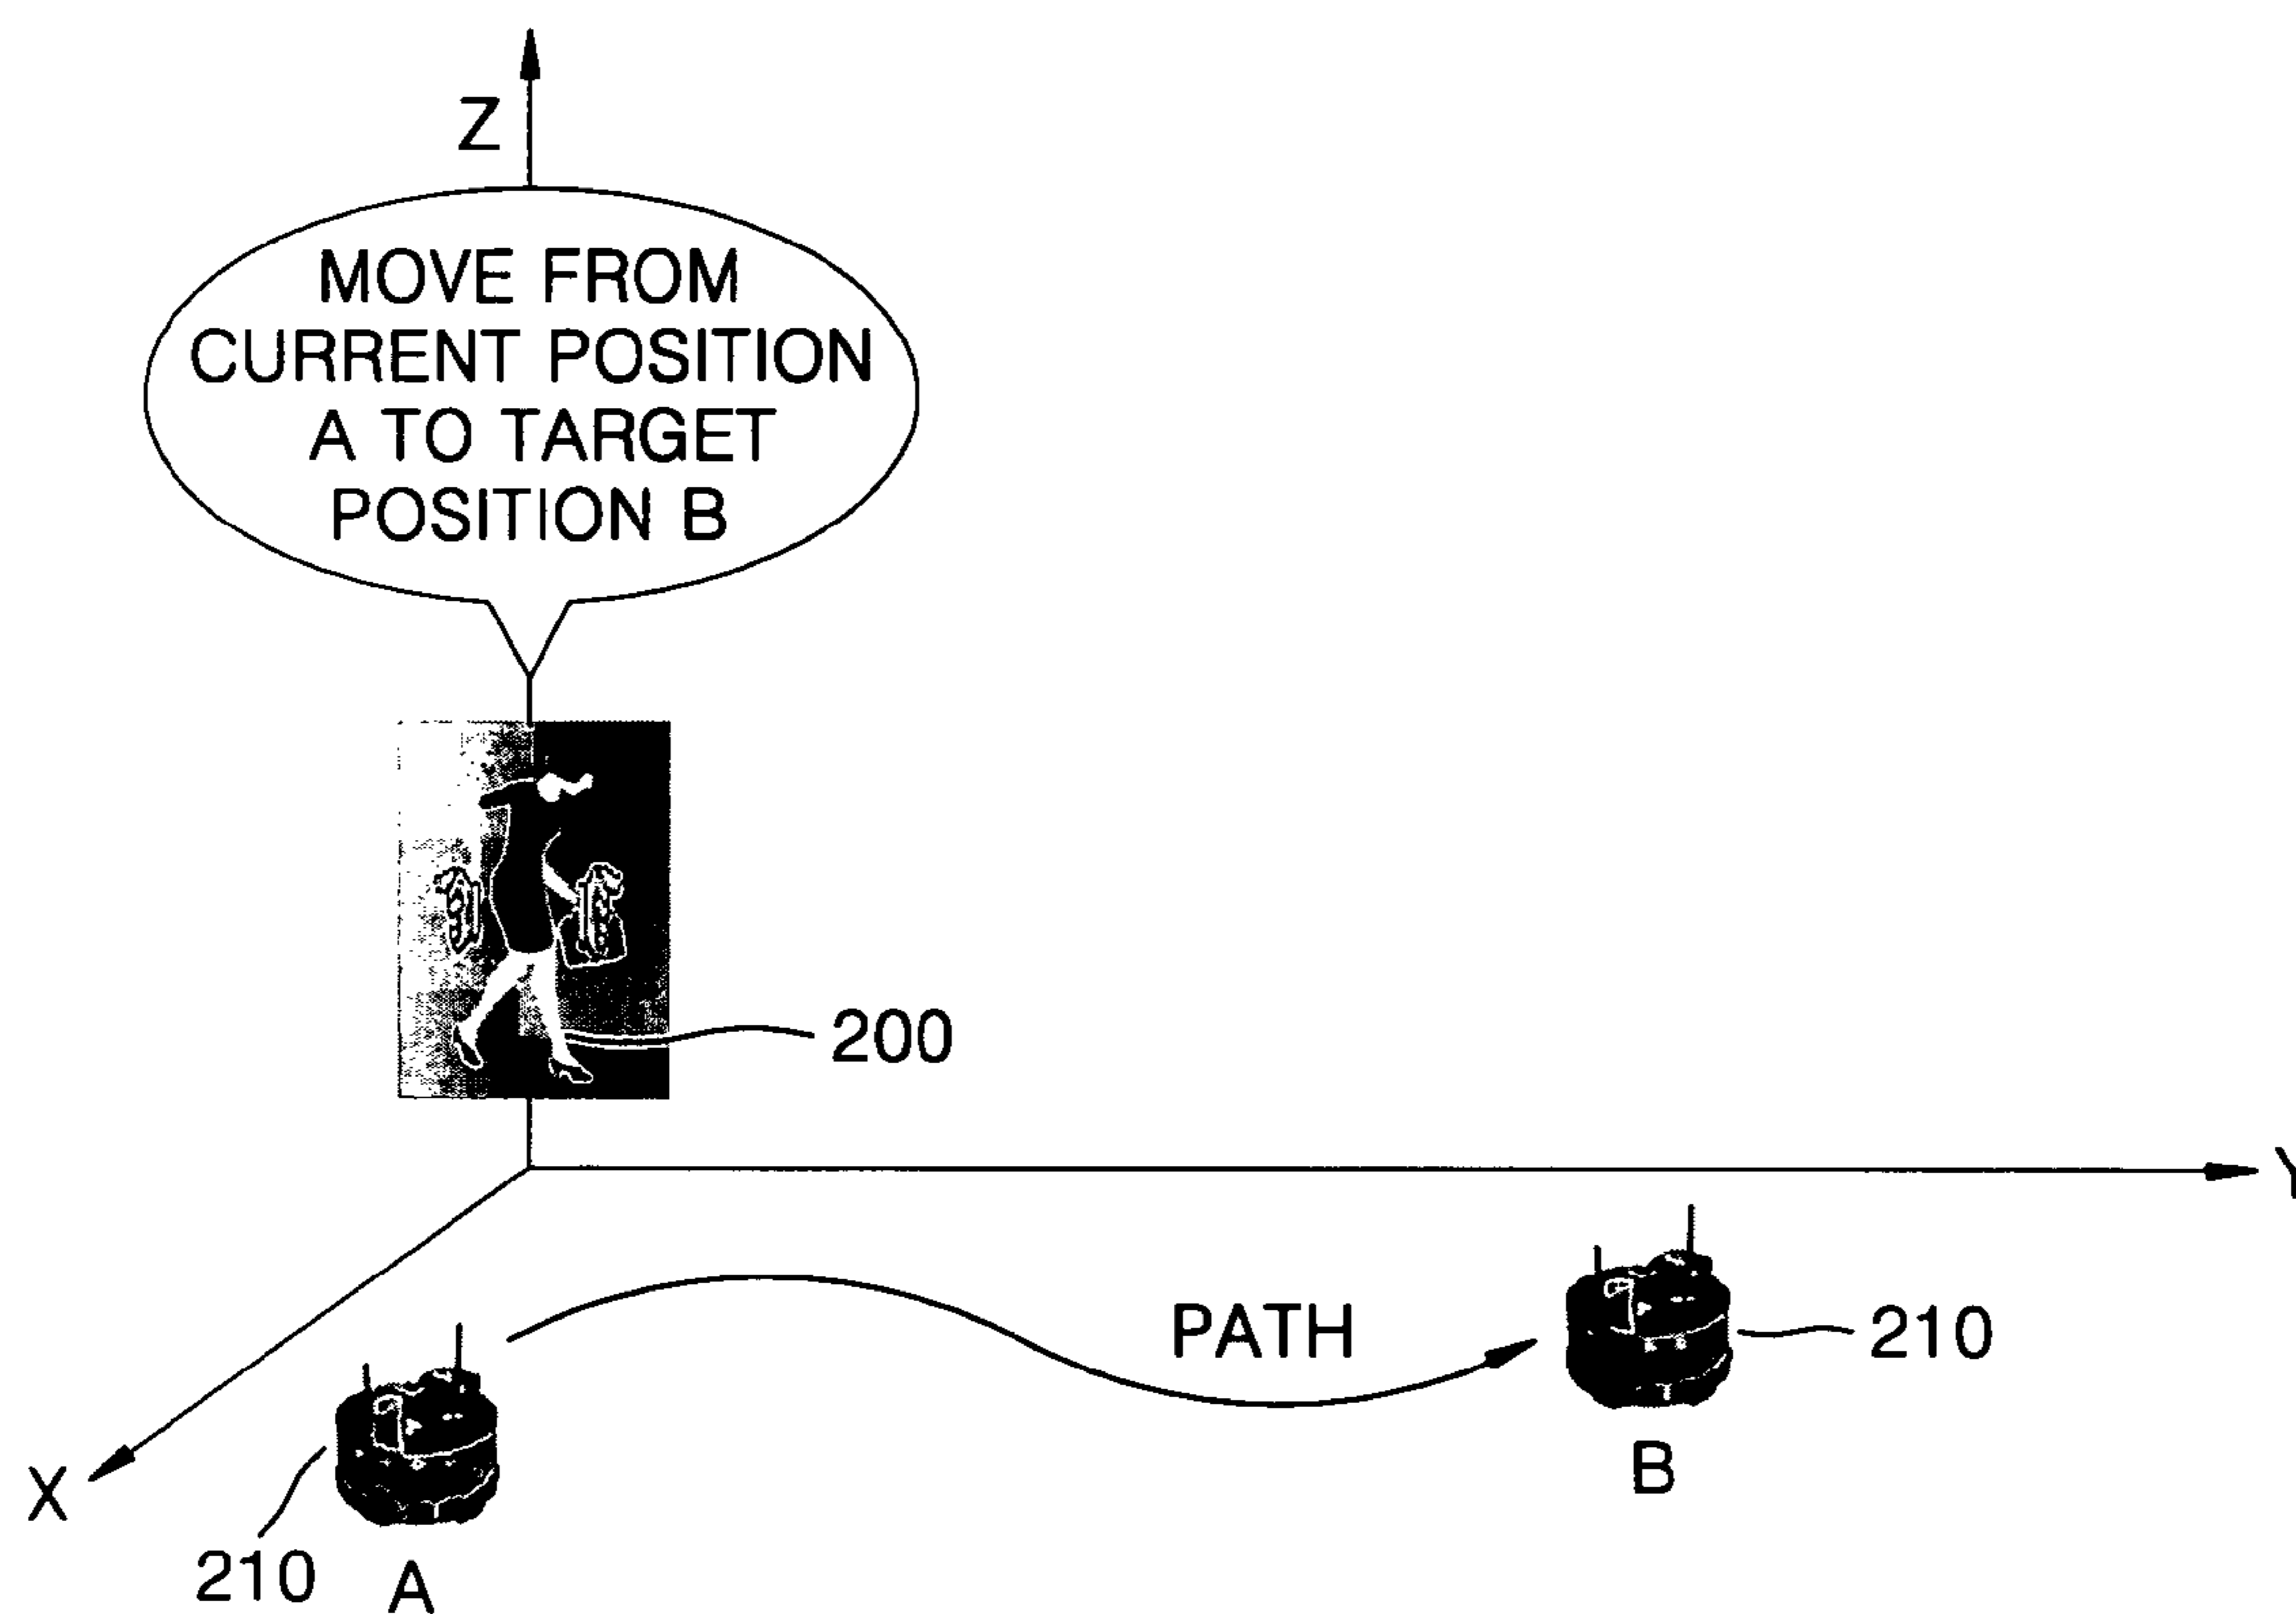 Z
MOVE FROM
CURRENT POSITION
A TO TARGET
POSITION B
200
Y
PATH
210
B
X
210
A